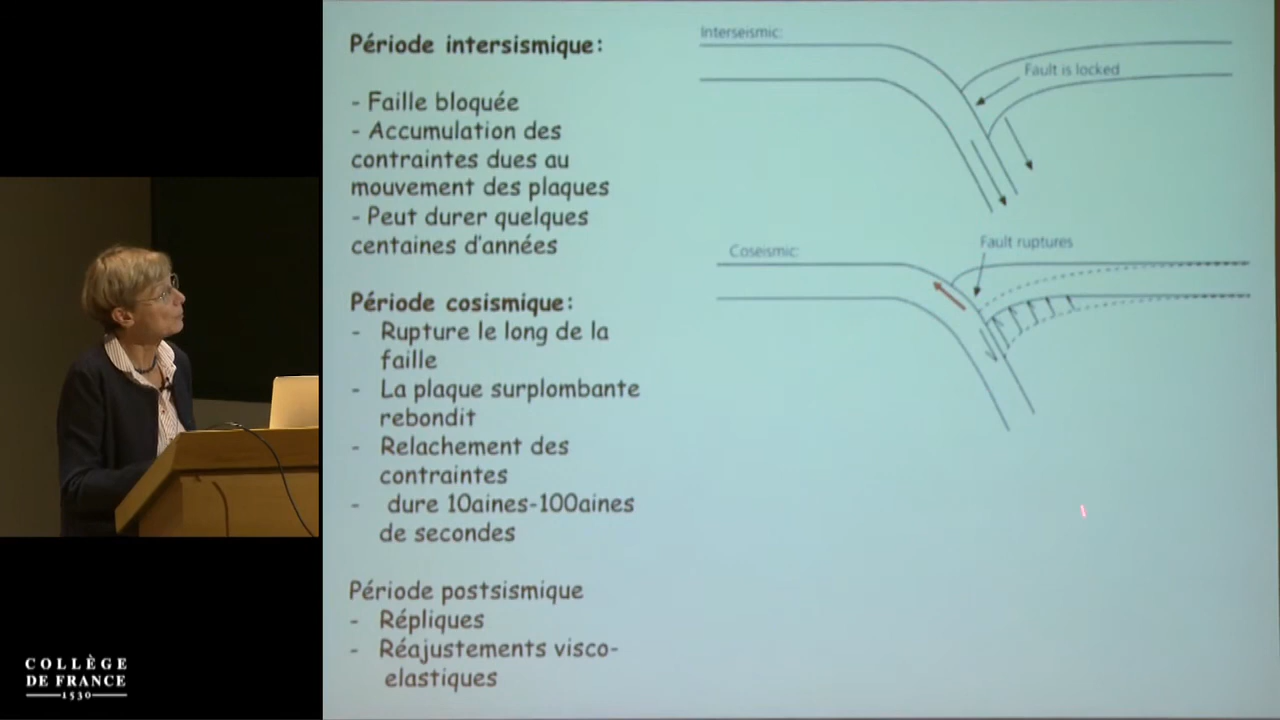 Période intersismique:
- Faille bloquée
- Accumulation des
contraintes dues au
mouvement des plaques
- Peut durer quelques
centaines d'années
Période cosismique:
- Rupture le long de la
faille
- La plaque surplombante
rebondit
- Relachement des
contraintes
- dure 10aines-100aines
de secondes
Période postsismique
- Répliques
- Réajustements visco-
elastiques
Interseismic:
Fault is locked
Coseismic:
Fault ruptures
COLLÈGE
DE FRANCE
1530